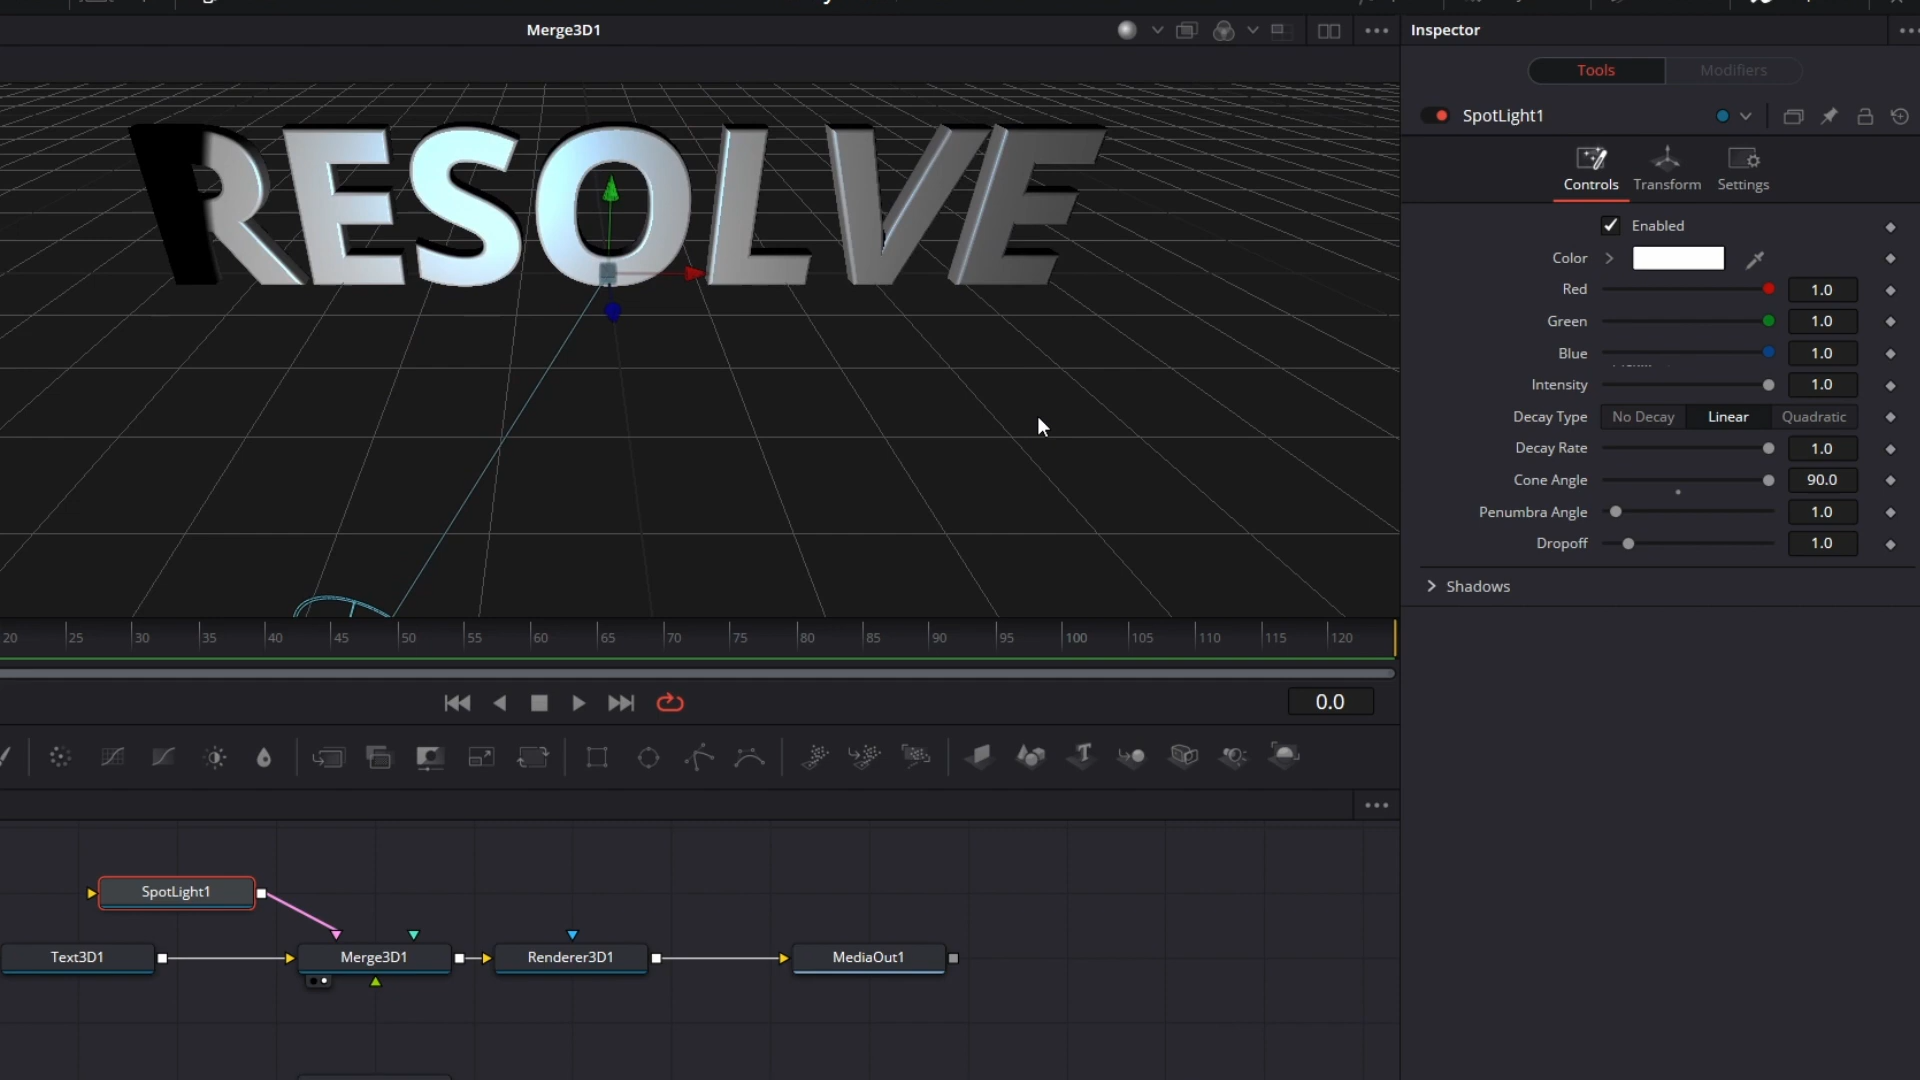 Merge3D1
Inspector
Tools
Modifiers
SpotLight1
Controls
Transform
Settings
RESOLVE
Enabled
Color
Red 1.0
Green 1.0
Blue 1.0
Intensity 1.0
Decay Type No Decay Linear Quadratic
Decay Rate 1.0
Cone Angle 90.0
Penumbra Angle 1.0
Dropoff 1.0
Shadows
20 25 30 35 40 45 50 55 60 65 70 75 80 85 90 95 100 105 110 115 120
0.0
SpotLight1
Text3D1
Merge3D1
Renderer3D1
MediaOut1